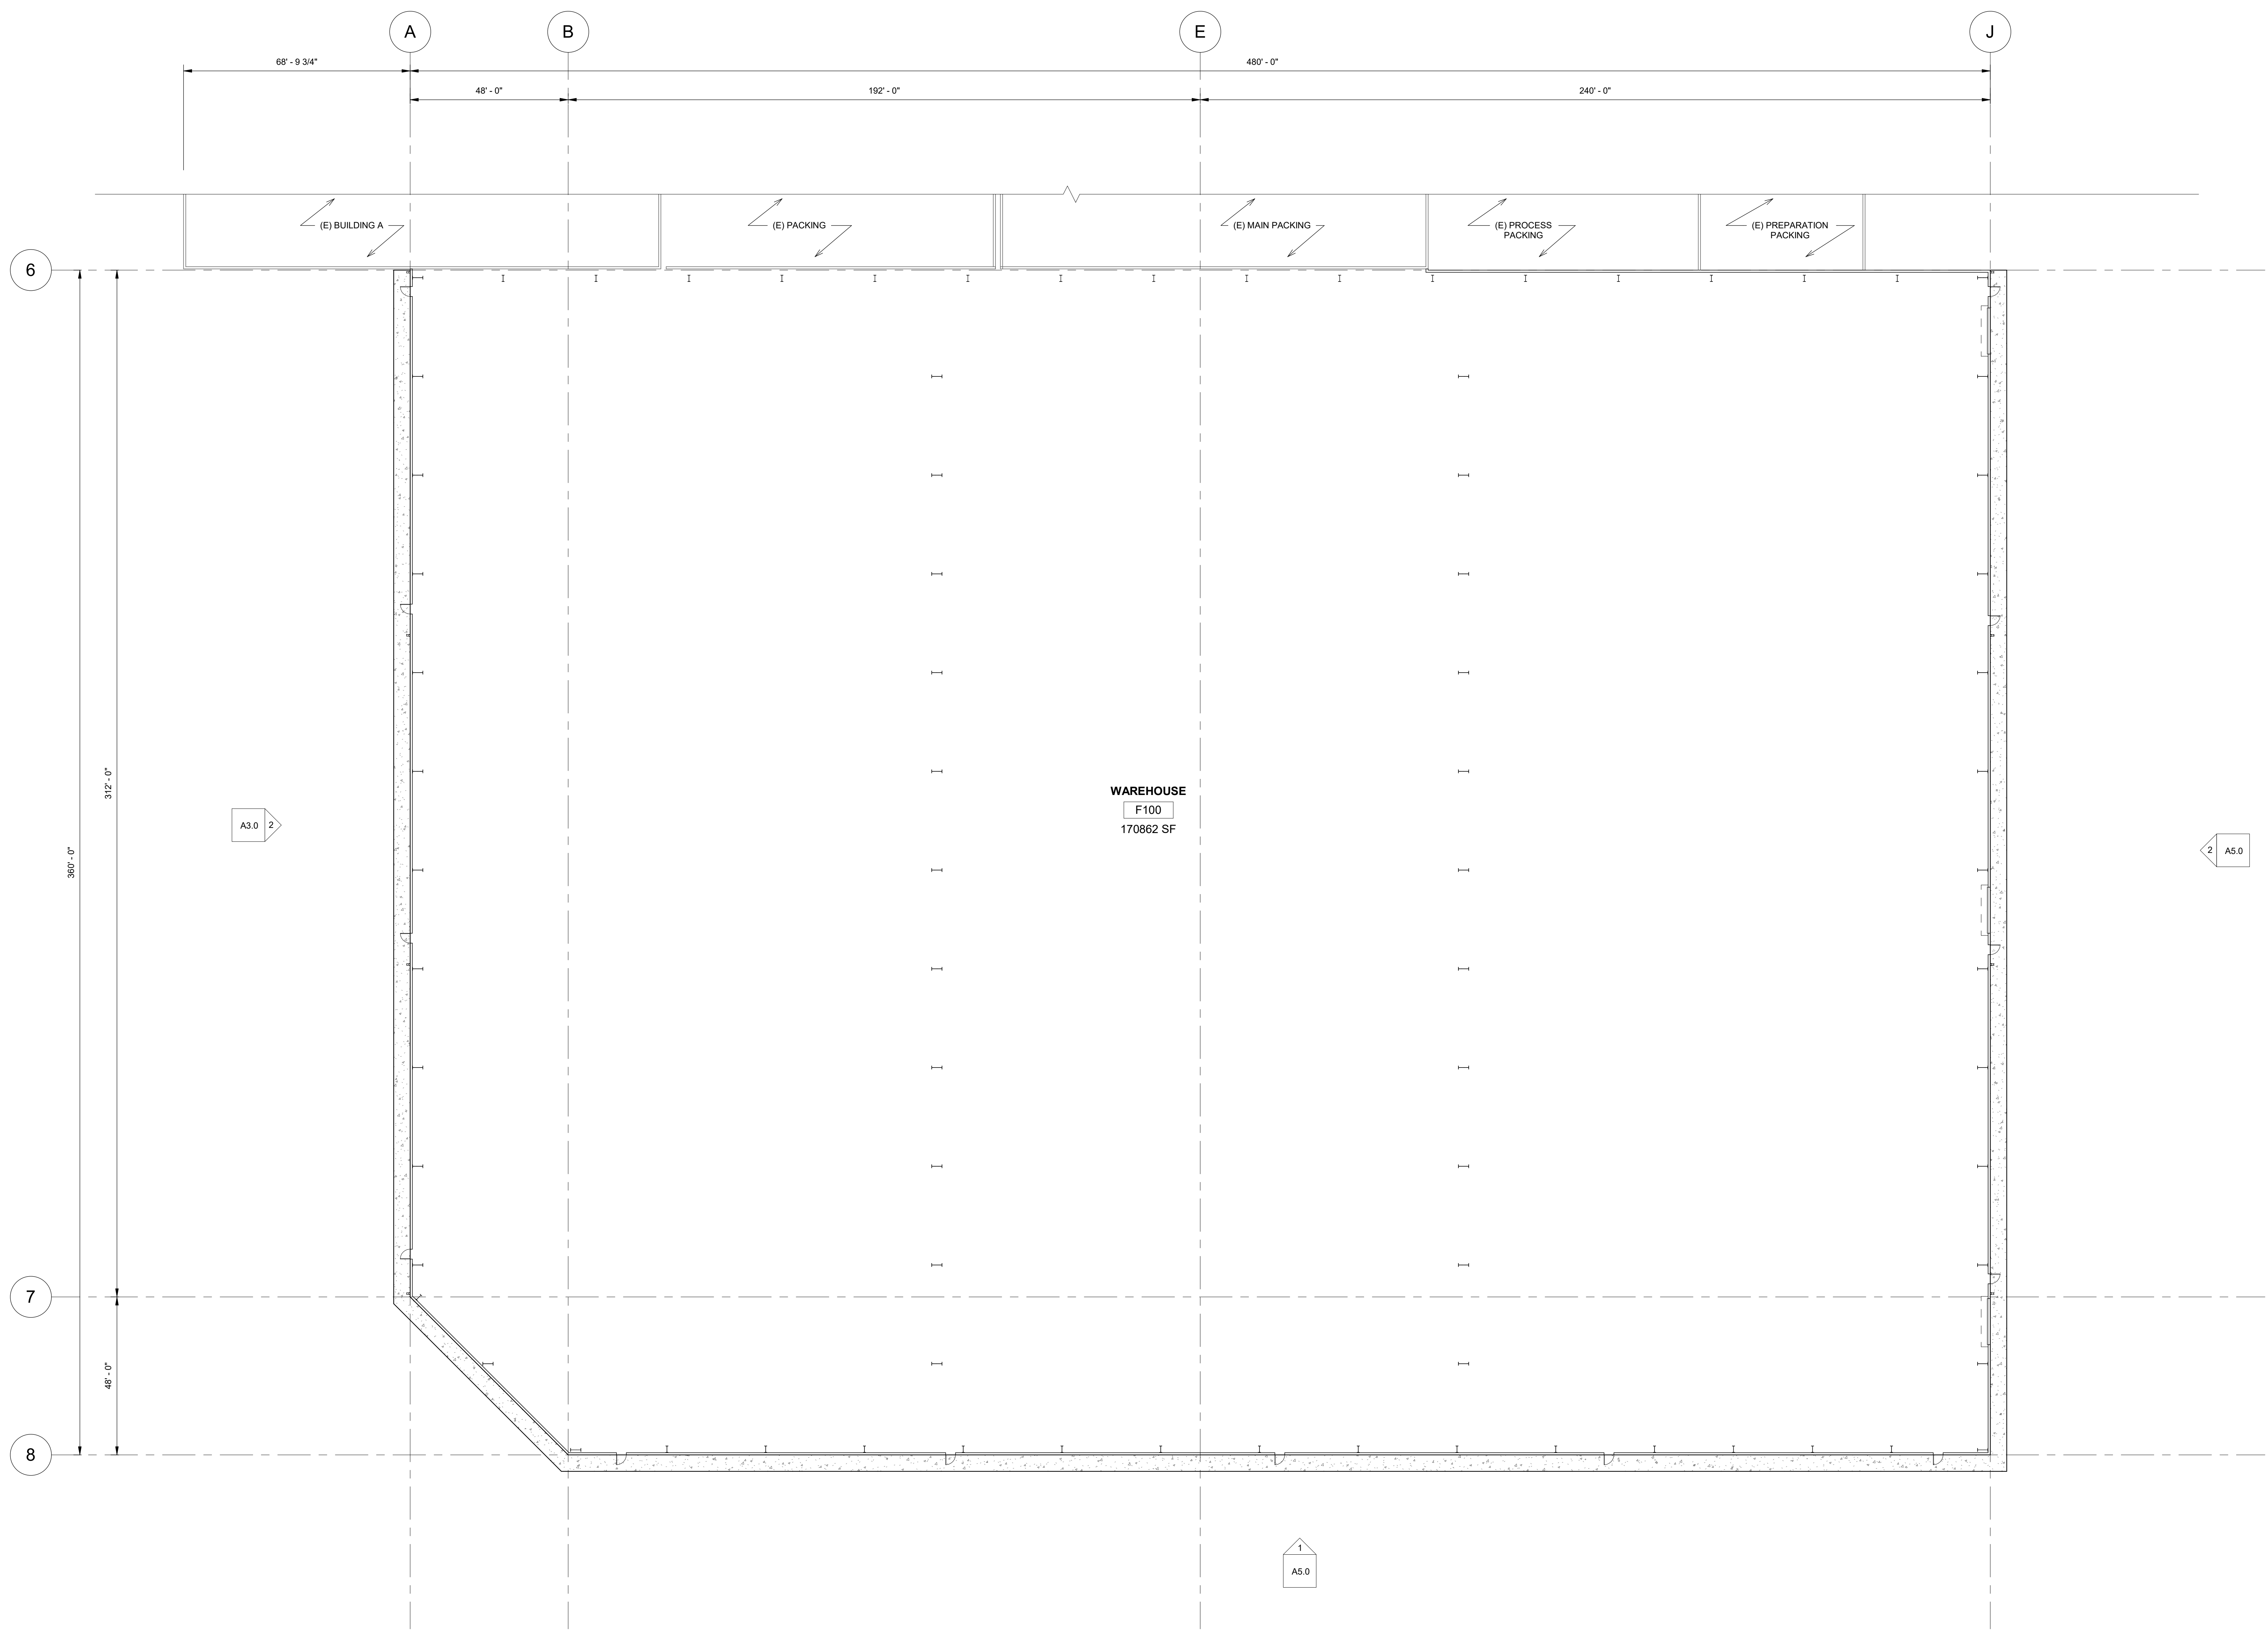 A
B
E
J
68' - 9 3/4"
480' - 0"
48' - 0"
192' - 0"
240' - 0"
(E) BUILDING A
(E) PACKING
(E) MAIN PACKING
(E) PROCESS
PACKING
(E) PREPARATION
PACKING
6
312' - 0"
360' - 0"
WAREHOUSE
F100
170862 SF
A3.0
2
2
A5.0
7
48' - 0"
8
1
A5.0